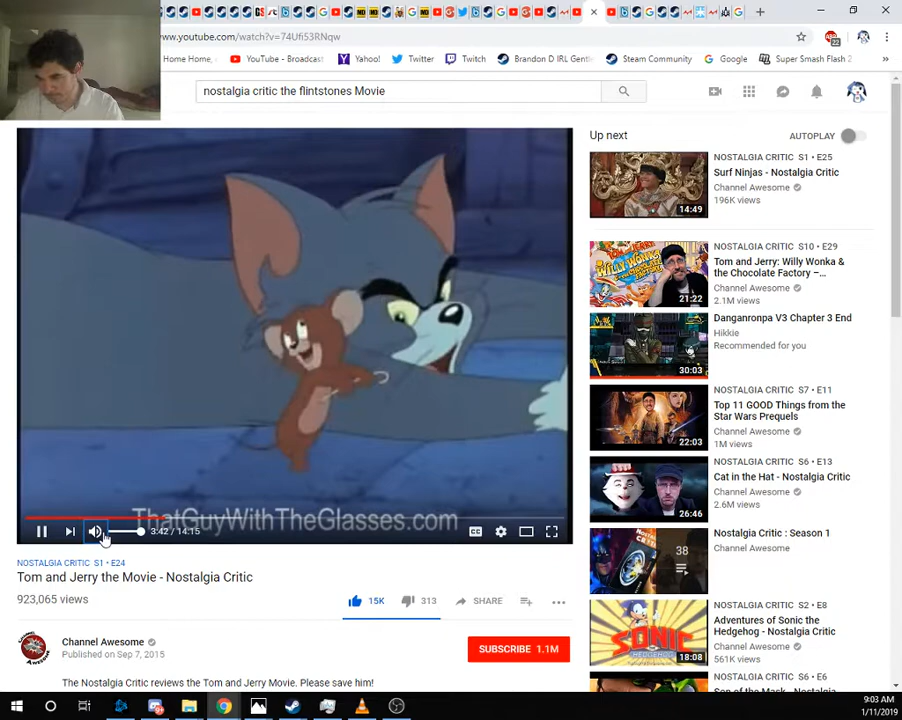 .youtube.com/watch?v=74Ufi53RNqw
22
Home Home,
YouTube - Broadcast
Yahoo!
Twitter
Twitch
Brandon D IRL Gentl
Steam Community
Google
Super Smash Flash 2
nostalgia critic the flintstones Movie
Up next
AUTOPLAY
NOSTALGIA CRITIC S1 • E25
Surf Ninjas - Nostalgia Critic
Channel Awesome
196K views
14:49
NOSTALGIA CRITIC S10 • E29
Tom and Jerry: Willy Wonka &
the Chocolate Factory –...
Channel Awesome
2.1M views
21:22
Danganronpa V3 Chapter 3 End
Hikkie
Recommended for you
30:03
NOSTALGIA CRITIC S7 • E11
Top 11 GOOD Things from the
Star Wars Prequels
Channel Awesome
1M views
22:03
NOSTALGIA CRITIC S6 • E13
Cat in the Hat - Nostalgia Critic
Channel Awesome
2.6M views
26:46
Nostalgia Critic : Season 1
Channel Awesome
38
NOSTALGIA CRITIC S2 • E8
Adventures of Sonic the
Hedgehog - Nostalgia Critic
Channel Awesome
561K views
SONIC
18:08
NOSTALGIA CRITIC S6 • E6
Son of the Mask - Nostalgia Critic
ThatGuyWithTheGlasses.com
3:42 / 14:15
NOSTALGIA CRITIC S1 • E24
Tom and Jerry the Movie - Nostalgia Critic
923,065 views
15K
313
SHARE
Channel Awesome
Published on Sep 7, 2015
SUBSCRIBE 1.1M
The Nostalgia Critic reviews the Tom and Jerry Movie. Please save him!
9:03 AM
1/11/2019